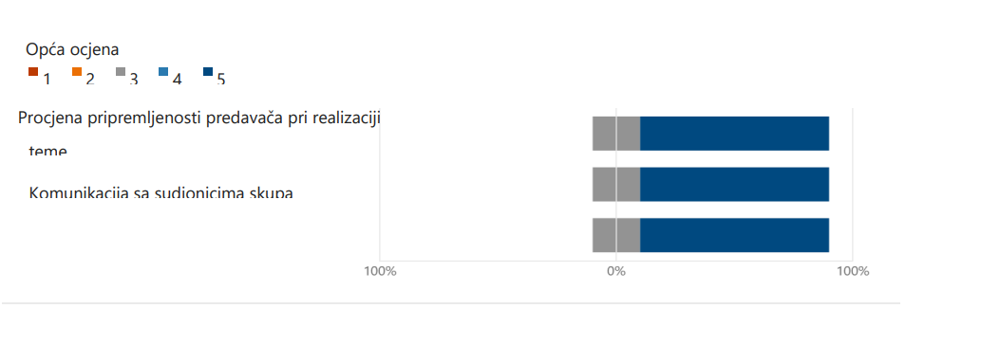 Opća ocjena
1 2 3 4 5
Procjena pripremljenosti predavača pri realizaciji
teme
Komunikacija sa sudionicima skupa
100% 0% 100%